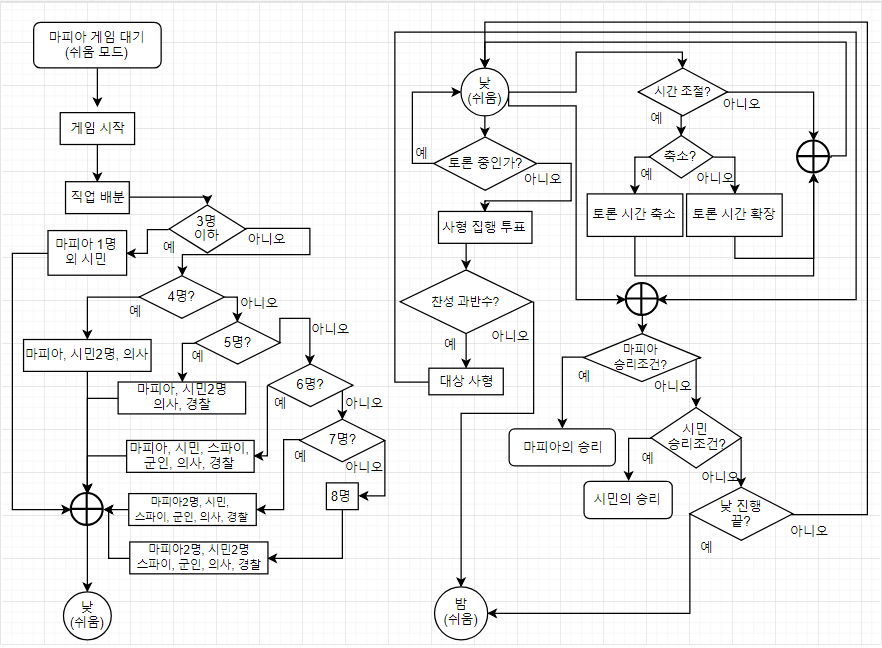 마피아 게임 대기
(쉬움 모드)
게임 시작
직업 배분
3명
이하
예
아니오
마피아 1명
외 시민
4명?
예
아니오
마피아, 시민2명, 의사
5명?
예
아니오
마피아, 시민2명
의사, 경찰
6명?
예
아니오
마피아, 시민, 스파이,
군인, 의사, 경찰
7명?
예
아니오
마피아2명, 시민,
스파이, 군인, 의사, 경찰
8명
마피아2명, 시민2명
스파이, 군인, 의사, 경찰
낮
(쉬움)
낮
(쉬움)
토론 중인가?
예
아니오
사형 집행 투표
찬성 과반수?
예
아니오
대상 사형
밤
(쉬움)
시간 조절?
예
아니오
축소?
예
아니오
토론 시간 축소
토론 시간 확장
마피아
승리조건?
예
아니오
마피아의 승리
시민
승리조건?
예
아니오
시민의 승리
낮 진행
끝?
예
아니오